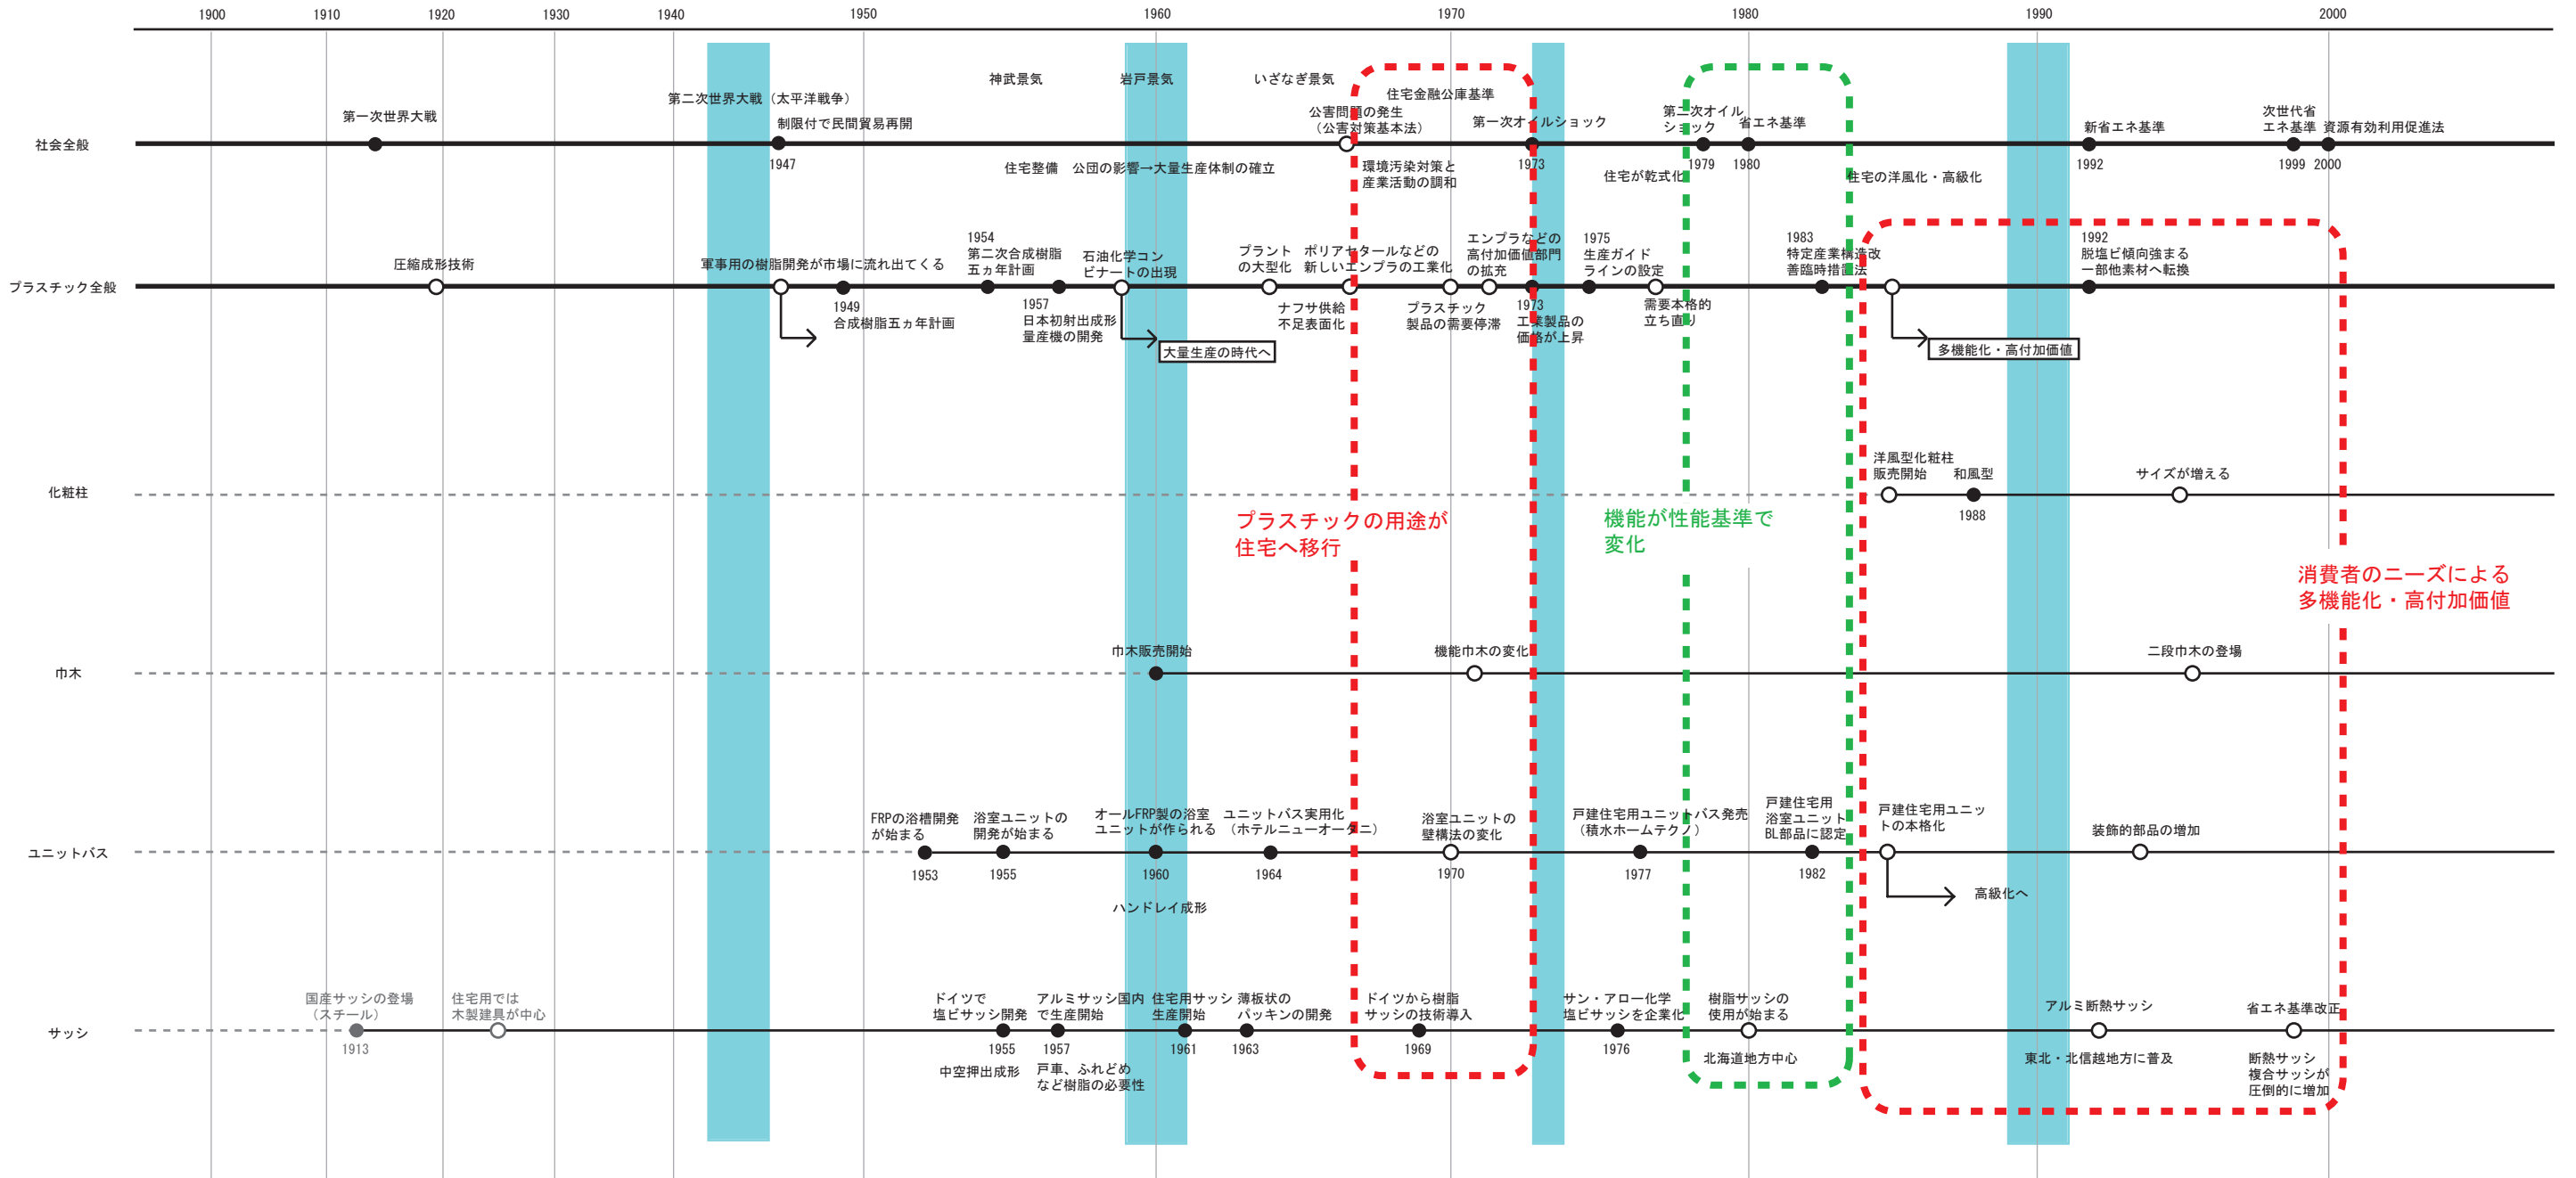 1900
1910
1920
1930
1940
1950
1960
1970
1980
1990
2000
社会全般
第一次世界大戦
第二次世界大戦（太平洋戦争）
制限付で民間貿易再開
1947
神武景気
岩戸景気
いざなぎ景気
住宅整備　公団の影響→大量生産体制の確立
住宅金融公庫基準
公害問題の発生
（公害対策基本法）
環境汚染対策と
産業活動の調和
第一次オイルショック
1973
第二次オイル
ショック
1979
省エネ基準
1980
住宅が乾式化
住宅の洋風化・高級化
新省エネ基準
1992
次世代省
エネ基準
1999
資源有効利用促進法
2000
プラスチック全般
圧縮成形技術
軍事用の樹脂開発が市場に流れ出てくる
1949
合成樹脂五ヵ年計画
1954
第二次合成樹脂
五ヵ年計画
1957
日本初射出成形
量産機の開発
石油化学コン
ビナートの出現
大量生産の時代へ
プラント
の大型化
ナフサ供給
不足表面化
ポリアセタールなどの
新しいエンプラの工業化
プラスチック
製品の需要停滞
エンプラなどの
高付加価値部門
の拡充
1973
工業製品の
価格が上昇
1975
生産ガイド
ラインの設定
需要本格的
立ち直り
1983
特定産業構造改
善臨時措置法
多機能化・高付加価値
1992
脱塩ビ傾向強まる
一部他素材へ転換
化粧柱
洋風型化粧柱
販売開始
和風型
1988
サイズが増える
プラスチックの用途が
住宅へ移行
機能が性能基準で
変化
消費者のニーズによる
多機能化・高付加価値
巾木
巾木販売開始
機能巾木の変化
二段巾木の登場
ユニットバス
FRPの浴槽開発
が始まる
1953
浴室ユニットの
開発が始まる
1955
オールFRP製の浴室
ユニットが作られる
1960
ハンドレイ成形
ユニットバス実用化
（ホテルニューオータニ）
1964
浴室ユニットの
壁構法の変化
1970
戸建住宅用ユニットバス発売
（積水ホームテクノ）
1977
戸建住宅用
浴室ユニット
BL部品に認定
1982
戸建住宅用ユニッ
トの本格化
高級化へ
装飾的部品の増加
サッシ
国産サッシの登場
（スチール）
1913
住宅用では
木製建具が中心
ドイツで
塩ビサッシ開発
1955
中空押出成形
アルミサッシ国内
で生産開始
1957
戸車、ふれどめ
など樹脂の必要性
住宅用サッシ
生産開始
1961
薄板状の
パッキンの開発
1963
ドイツから樹脂
サッシの技術導入
1969
サン・アロー化学
塩ビサッシを企業化
1976
樹脂サッシの
使用が始まる
北海道地方中心
アルミ断熱サッシ
東北・北信越地方に普及
省エネ基準改正
断熱サッシ
複合サッシが
圧倒的に増加